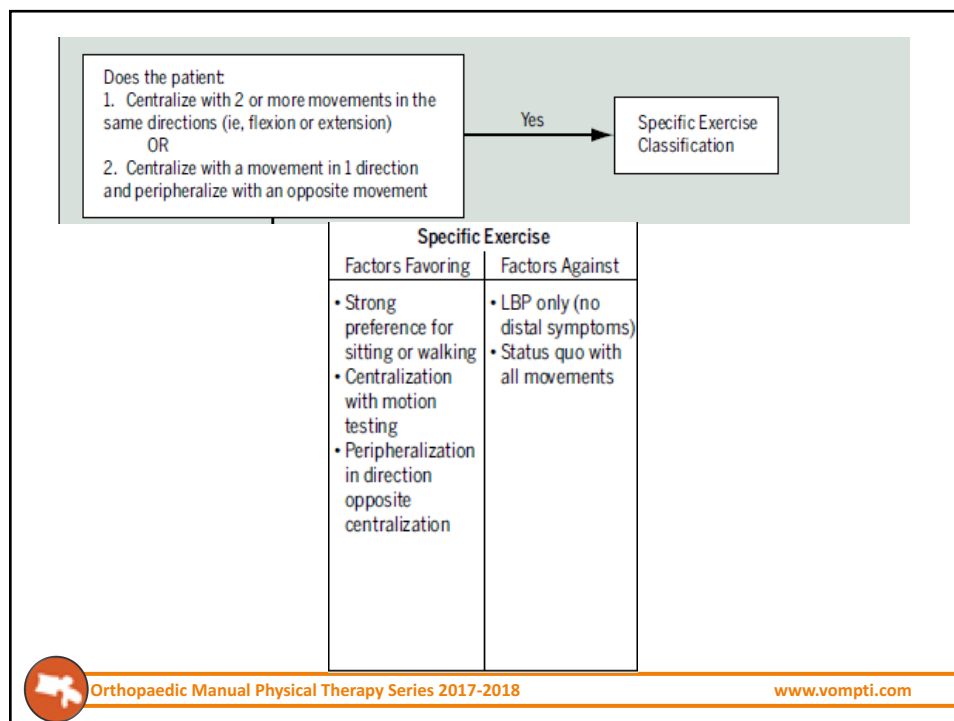 Does the patient:
1. Centralize with 2 or more movements in the
same directions (ie, flexion or extension)
OR
2. Centralize with a movement in 1 direction
and peripheralize with an opposite movement
Yes
Specific Exercise
Classification
Specific Exercise
Factors Favoring
• Strong
preference for
sitting or walking
• Centralization
with motion
testing
• Peripheralization
in direction
opposite
centralization
Factors Against
• LBP only (no
distal symptoms)
• Status quo with
all movements
Orthopaedic Manual Physical Therapy Series 2017-2018
www.vompti.com